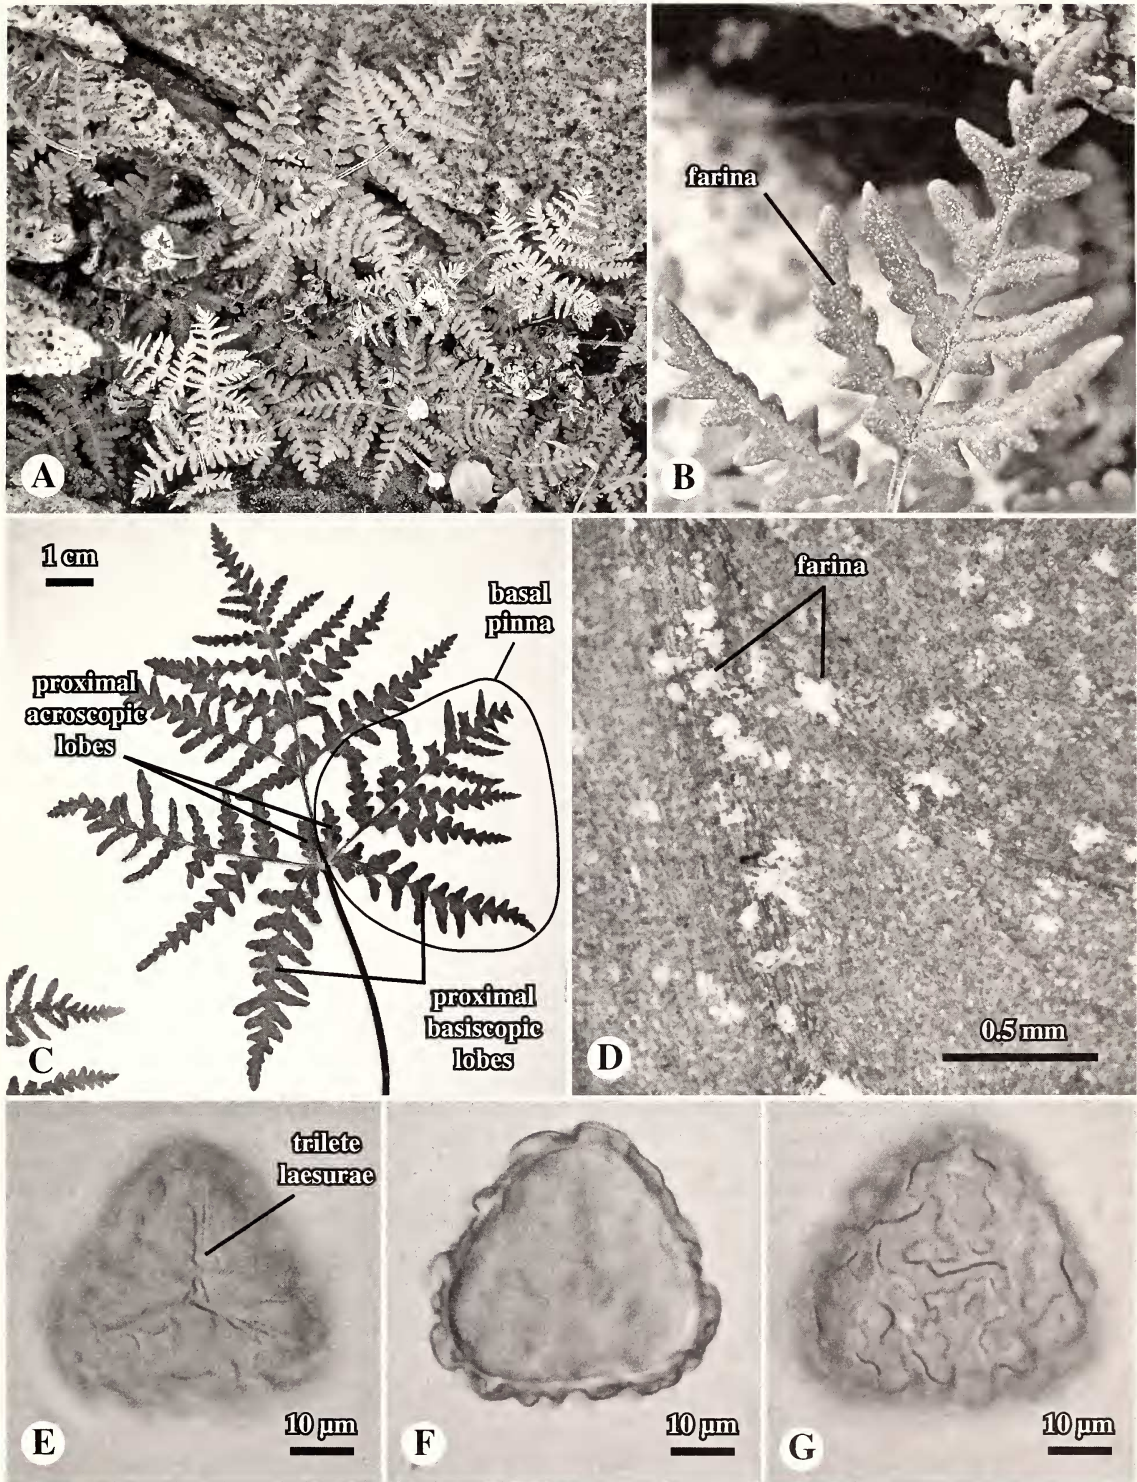 farina
A
B
1 cm
basal
pinna
proximal
acroscopic
lobes
proximal
basiscopic
lobes
C
farina
0.5 mm
D
trilete
laesurae
10 µm
E
10 µm
F
10 µm
G